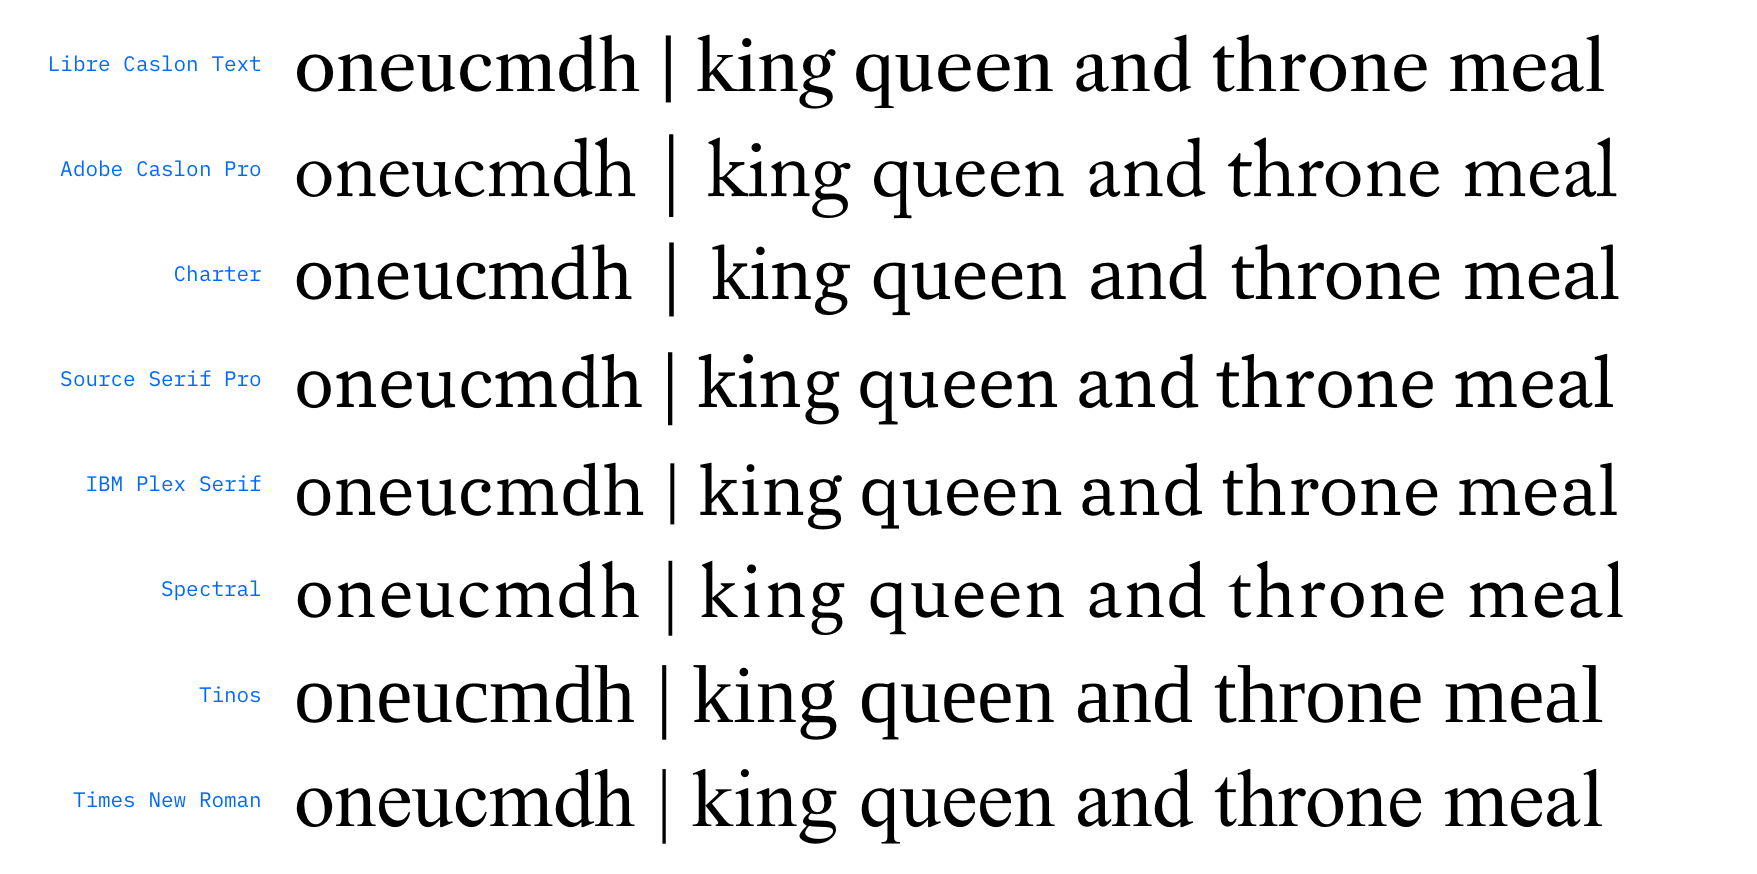 Libre Caslon Text oneucmdh | king queen and throne meal
Adobe Caslon Pro oneucmdh | king queen and throne meal
Charter oneucmdh | king queen and throne meal
Source Serif Pro oneucmdh | king queen and throne meal
IBM Plex Serif oneucmdh | king queen and throne meal
Spectral oneucmdh | king queen and throne meal
Tinos oneucmdh | king queen and throne meal
Times New Roman oneucmdh | king queen and throne meal